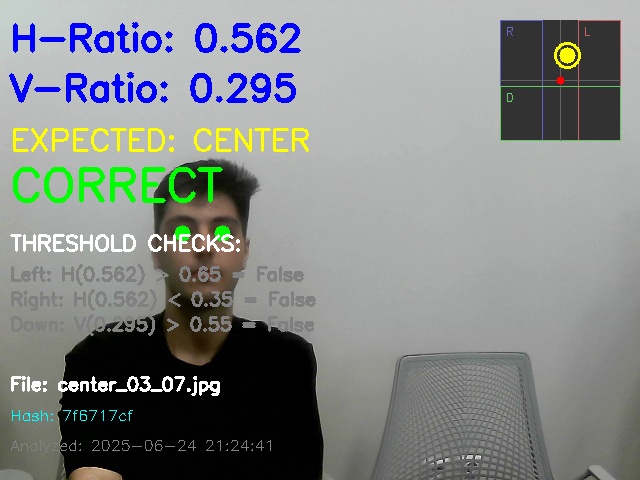 H-Ratio: 0.562
R
L
V-Ratio: 0.295
D
EXPECTED: CENTER
CORRECT
THRESHOLD CHECKS:
Left: H(0.562) > 0.65 = False
Right: H(0.562) < 0.35 = False
Down: V(0.295) > 0.55 = False
File: center_03_07.jpg
Hash: 7f6717cf
Analyzed: 2025-06-24 21:24:41